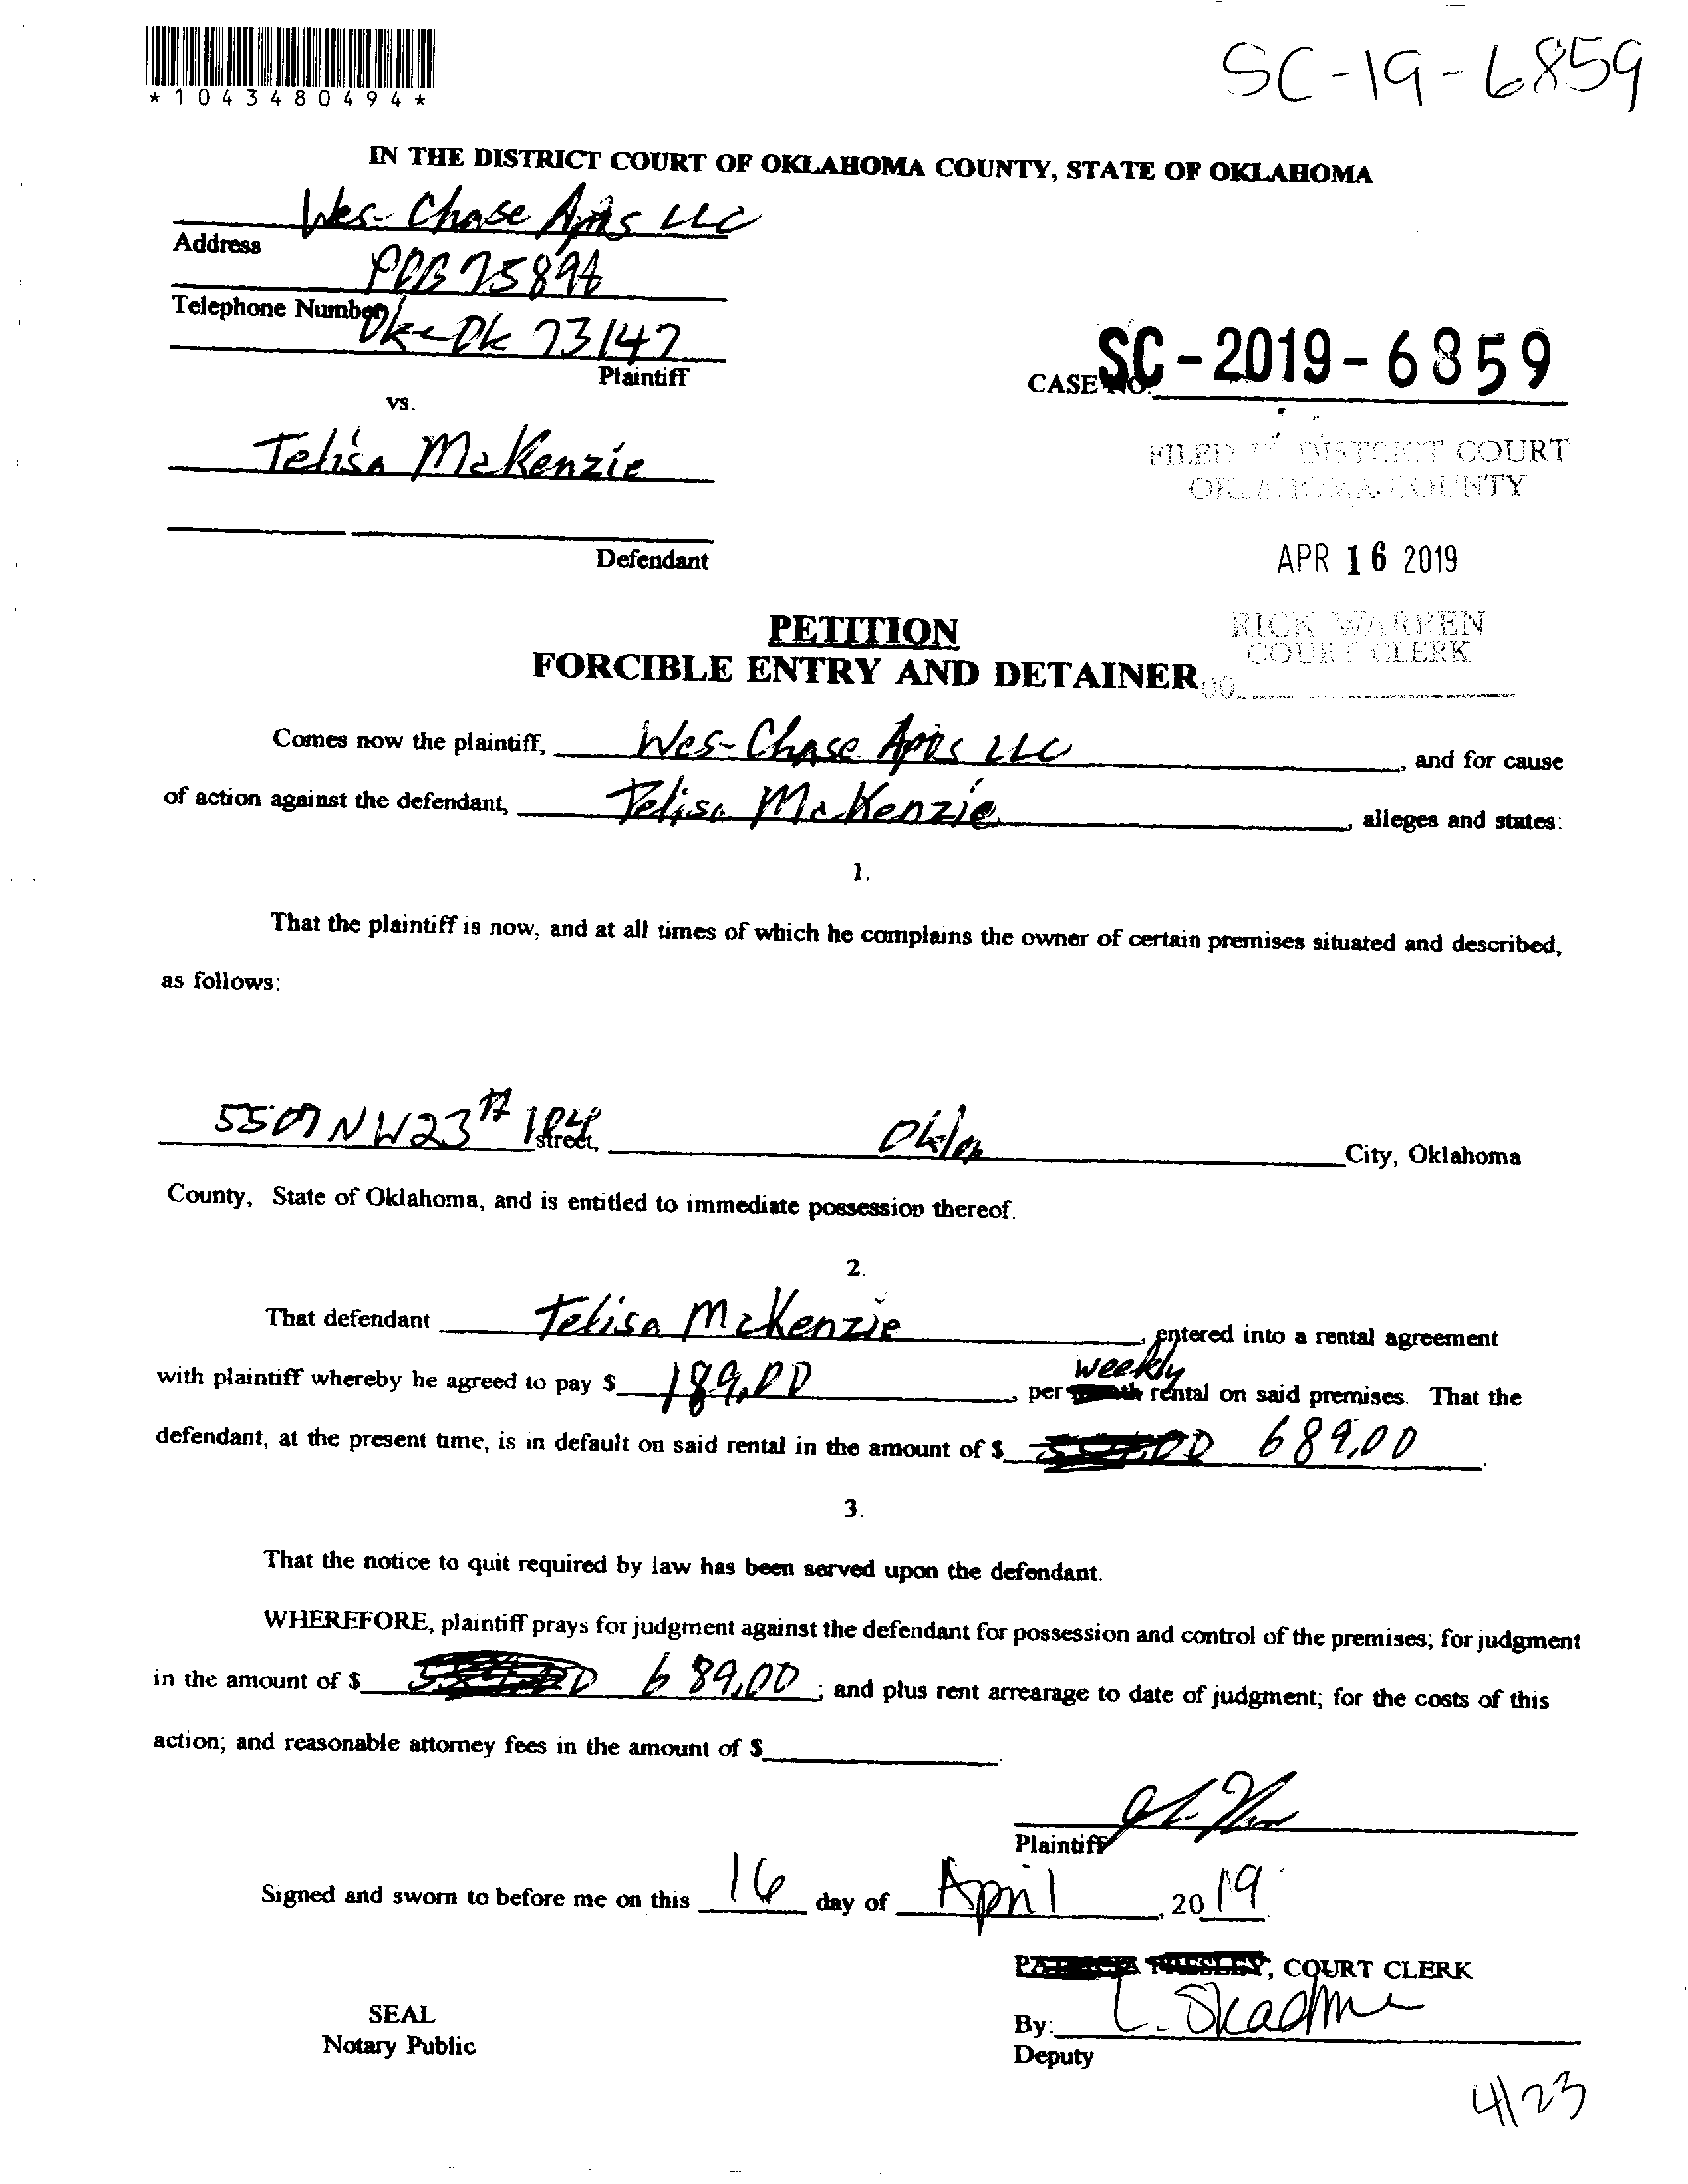 *1043480494*
SC-19-6859
IN THE DISTRICT COURT OF OKLAHOMA COUNTY, STATE OF OKLAHOMA
Wes-Chase Apts LLC
Address
POB 75894
Telephone Number
Okc Ok 73147
Plaintiff
CASE NO. SC-2019-6859
vs.
Telisa McKenzie
FILED IN DISTRICT COURT
OKLAHOMA COUNTY
Defendant
APR 16 2019
PETITION
RICK WARREN
COURT CLERK
FORCIBLE ENTRY AND DETAINER
Comes now the plaintiff, Wes-Chase Apts LLC, and for cause
of action against the defendant, Telisa McKenzie, alleges and states:
1.
That the plaintiff is now, and at all times of which he complains the owner of certain premises situated and described,
as follows:
5507 NW 23 # 184 street, Okla City, Oklahoma
County, State of Oklahoma, and is entitled to immediate possession thereof.
2.
That defendant Telisa McKenzie, entered into a rental agreement
weekly
with plaintiff whereby he agreed to pay $ 189.00, per rental on said premises. That the
defendant, at the present time, is in default on said rental in the amount of $ 689.00
3.
That the notice to quit required by law has been served upon the defendant.
WHEREFORE, plaintiff prays for judgment against the defendant for possession and control of the premises; for judgment
in the amount of $ 689.00; and plus rent arrearage to date of judgment; for the costs of this
action; and reasonable attorney fees in the amount of $
Plaintiff
Signed and sworn to before me on this 16 day of April, 2019
, COURT CLERK
SEAL
By:
Notary Public
Deputy
4/23